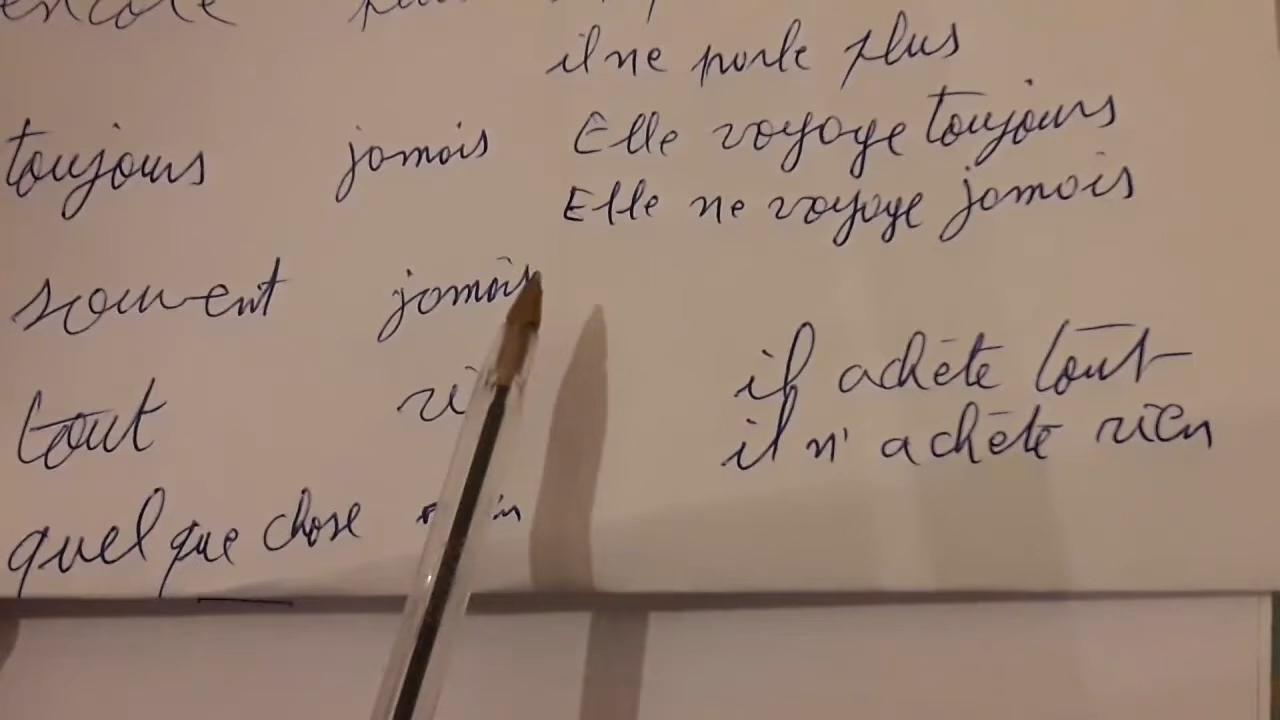 encore
il ne parle plus
toujours jamais Elle voyage toujours
Elle ne voyage jamais
souvent jamais
il achète tout
tout
il n'achète rien
quelque chose